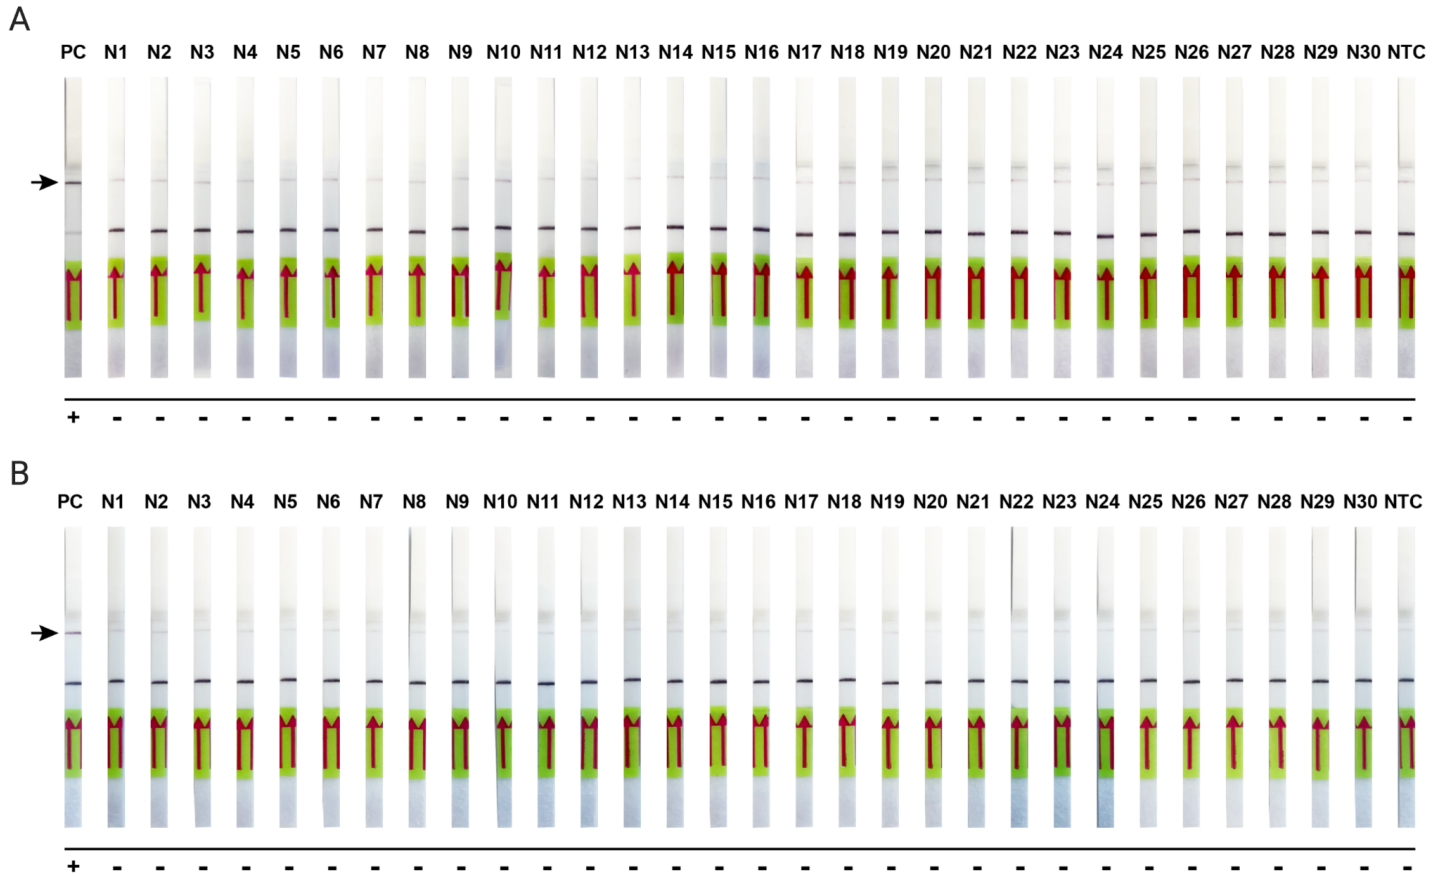 A
PC N1 N2 N3 N4 N5 N6 N7 N8 N9 N10 N11 N12 N13 N14 N15 N16 N17 N18 N19 N20 N21 N22 N23 N24 N25 N26 N27 N28 N29 N30 NTC
+ - - - - - - - - - - - - - - - - - - - - - - - - - - - - - - -
B
PC N1 N2 N3 N4 N5 N6 N7 N8 N9 N10 N11 N12 N13 N14 N15 N16 N17 N18 N19 N20 N21 N22 N23 N24 N25 N26 N27 N28 N29 N30 NTC
+ - - - - - - - - - - - - - - - - - - - - - - - - - - - - - - -